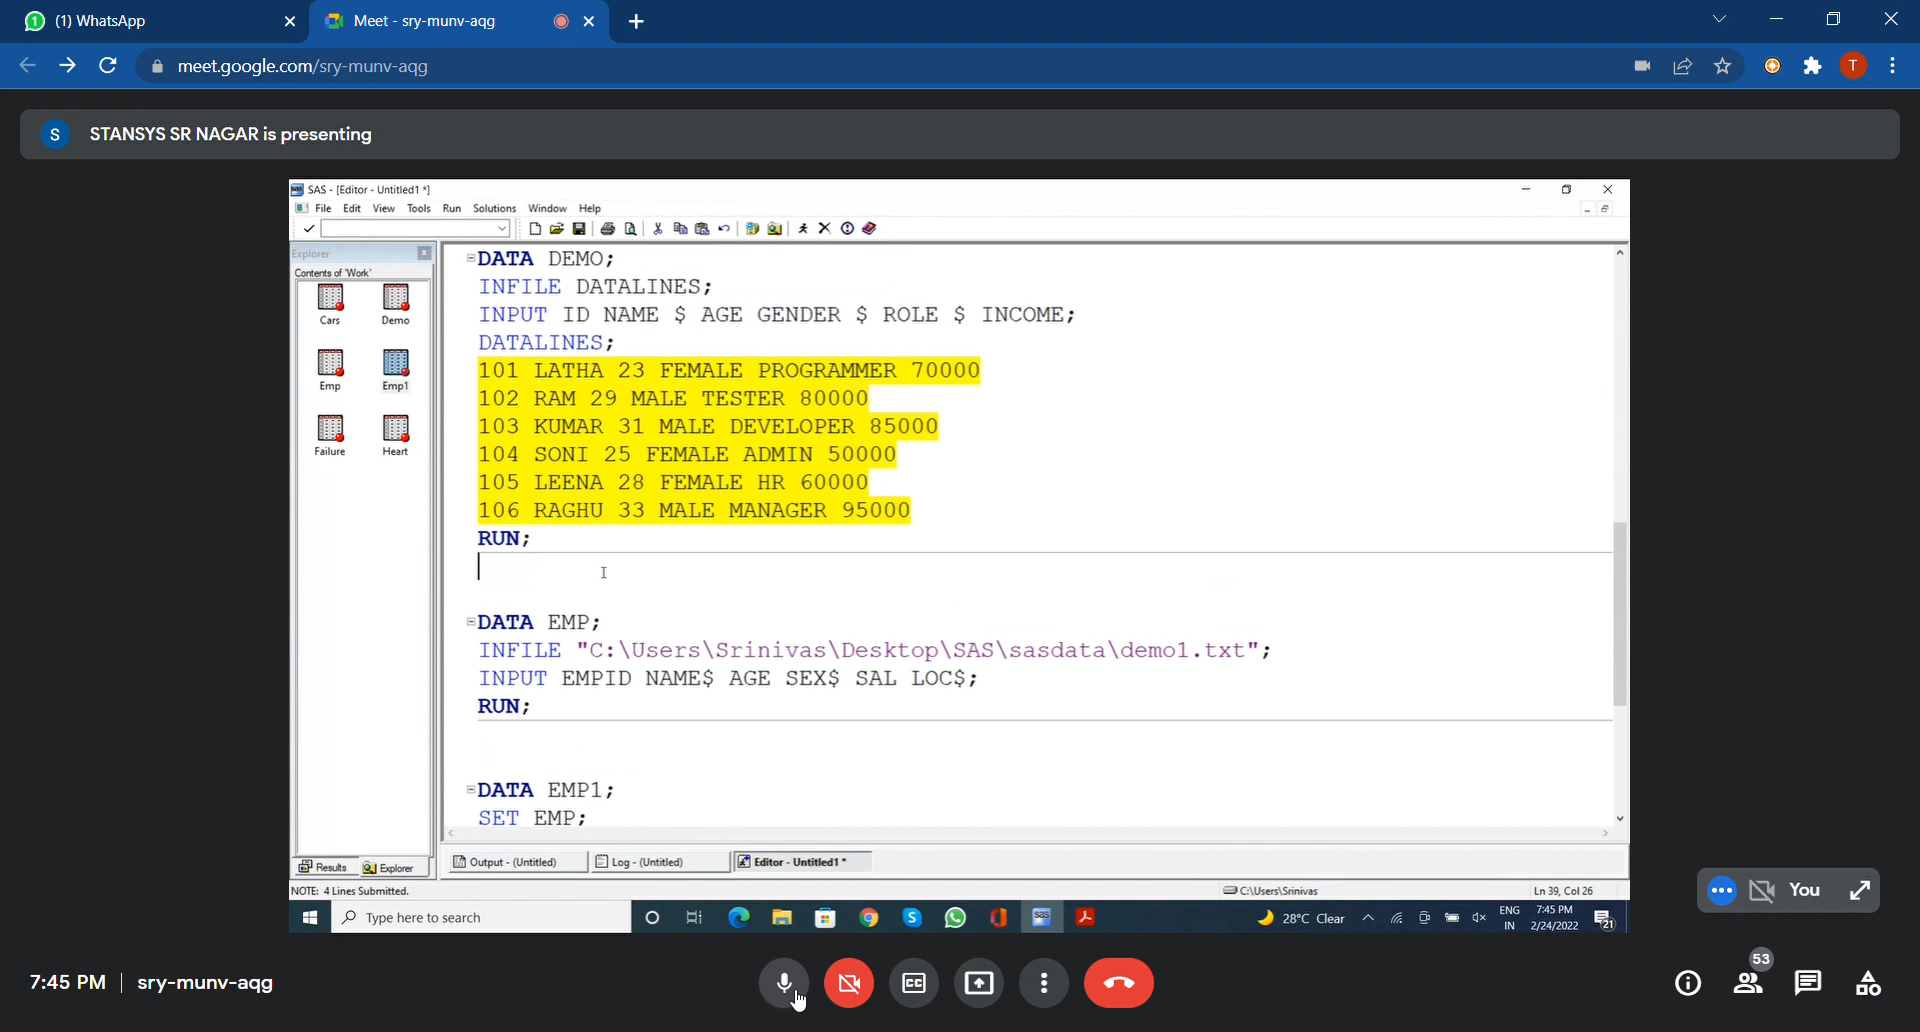 (1) WhatsApp
Meet - sry-munv-aqg
meet.google.com/sry-munv-aqg
T
S STANSYS SR NAGAR is presenting
SAS - [Editor - Untitled1 *]
File Edit View Tools Run Solutions Window Help
Explorer
Contents of 'Work'
Cars Demo
Emp Emp1
Failure Heart
DATA DEMO;
INFILE DATALINES;
INPUT ID NAME $ AGE GENDER $ ROLE $ INCOME;
DATALINES;
101 LATHA 23 FEMALE PROGRAMMER 70000
102 RAM 29 MALE TESTER 80000
103 KUMAR 31 MALE DEVELOPER 85000
104 SONI 25 FEMALE ADMIN 50000
105 LEENA 28 FEMALE HR 60000
106 RAGHU 33 MALE MANAGER 95000
RUN;
DATA EMP;
INFILE "C:\Users\Srinivas\Desktop\SAS\sasdata\demo1.txt";
INPUT EMPID NAME$ AGE SEX$ SAL LOC$;
RUN;
DATA EMP1;
SET EMP;
Results Explorer
Output - (Untitled) Log - (Untitled) Editor - Untitled1 *
NOTE: 4 Lines Submitted. C:\Users\Srinivas Ln 39, Col 26
Type here to search
28°C Clear
ENG
IN
7:45 PM
2/24/2022
21
You
7:45 PM | sry-munv-aqg
CC
53